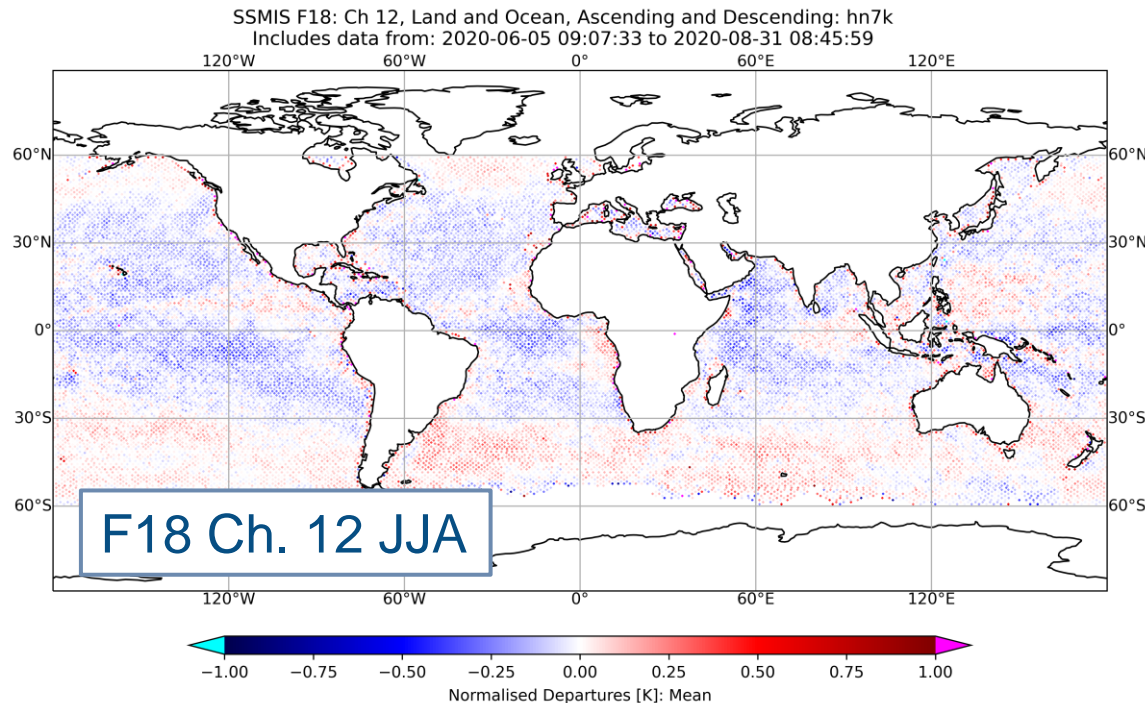 SSMIS F18: Ch 12, Land and Ocean, Ascending and Descending: hn7k
Includes data from: 2020-06-05 09:07:33 to 2020-08-31 08:45:59
120°W 60°W 0° 60°E 120°E
60°N 60°N
30°N 30°N
0° 0°
30°S 30°S
60°S 60°S
F18 Ch. 12 JJA
120°W 60°W 0° 60°E 120°E
−1.00 −0.75 −0.50 −0.25 0.00 0.25 0.50 0.75 1.00
Normalised Departures [K]: Mean